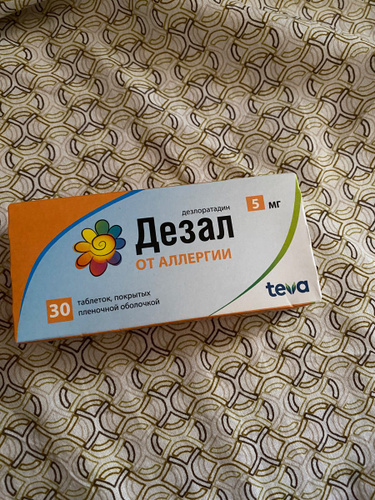 дезлоратадин
5 мг
Дезал
ОТ АЛЛЕРГИИ
30 таблеток, покрытых
пленочной оболочкой
teva